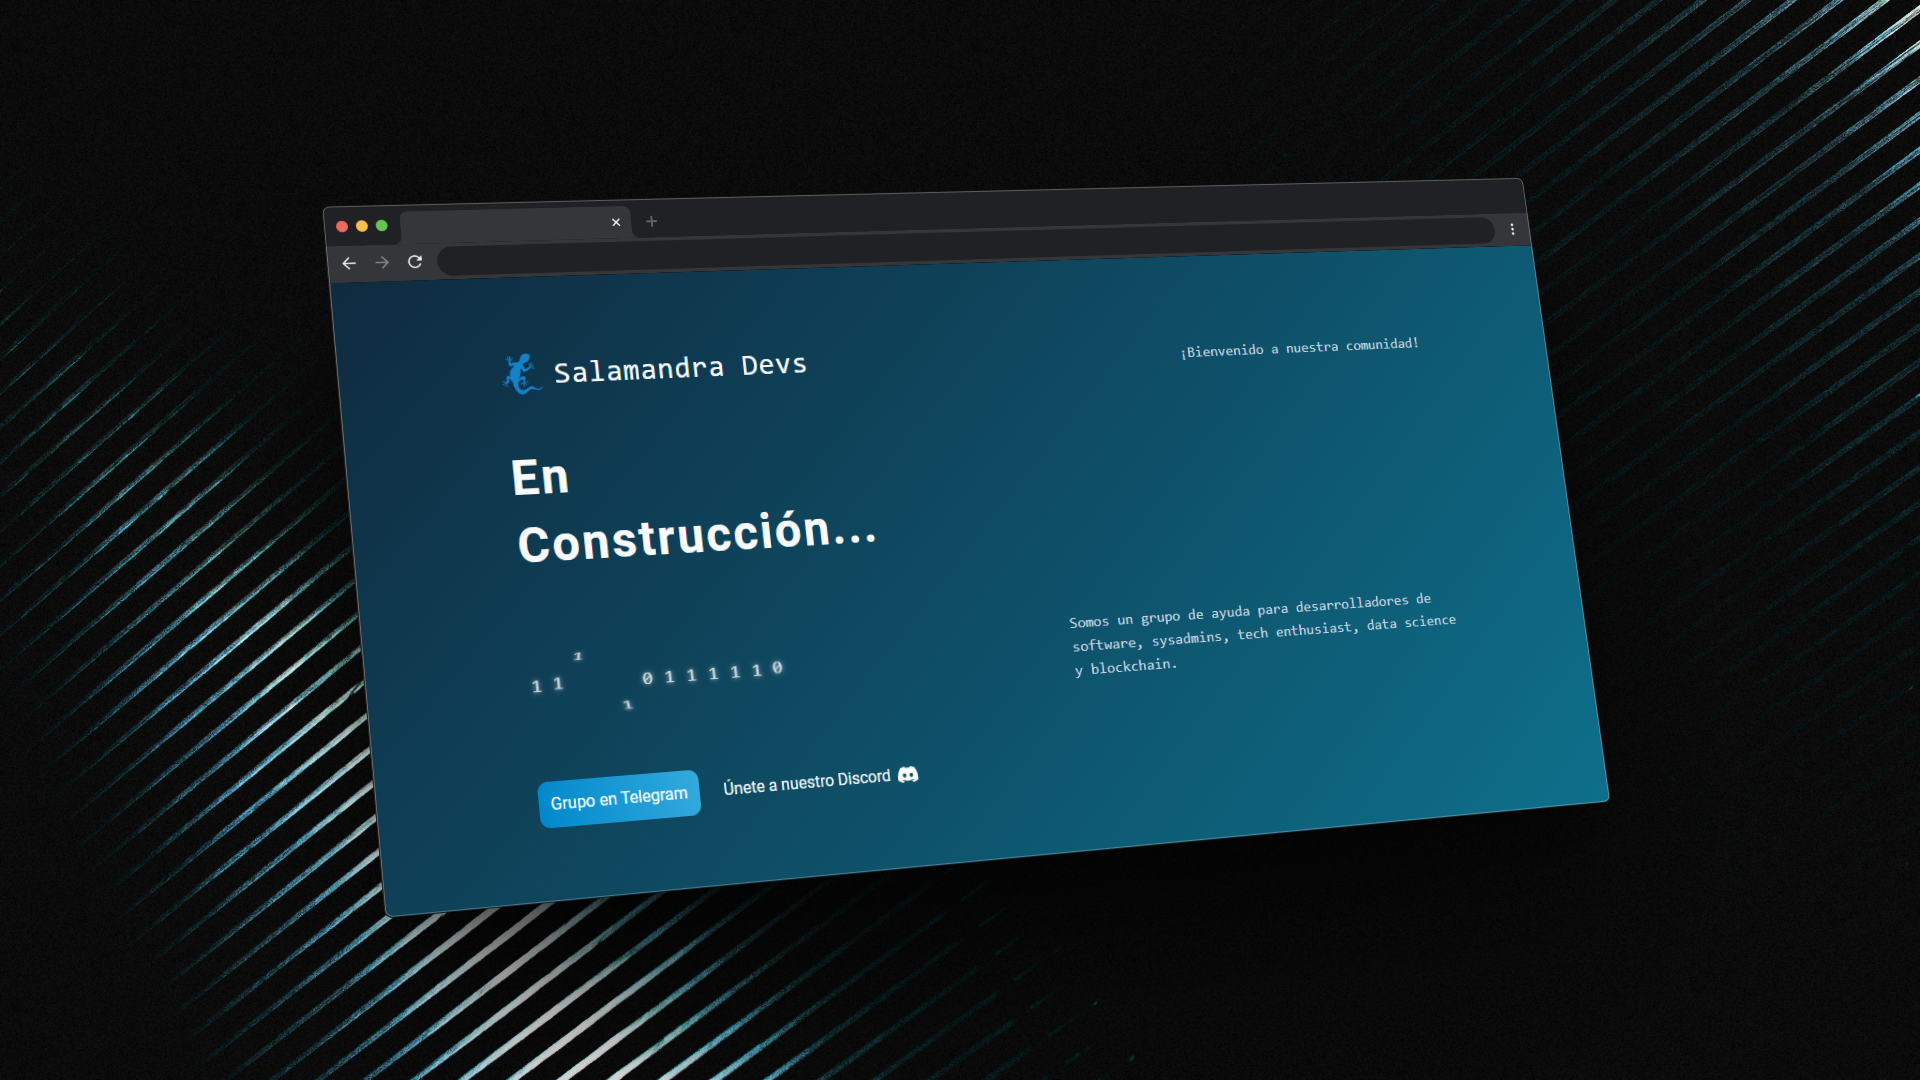 Salamandra Devs
¡Bienvenido a nuestra comunidad!
En
Construcción...
Somos un grupo de ayuda para desarrolladores de
software, sysadmins, tech enthusiast, data science
y blockchain.
1 1 1 1 0 1 1 1 1 1 0
Grupo en Telegram
Únete a nuestro Discord